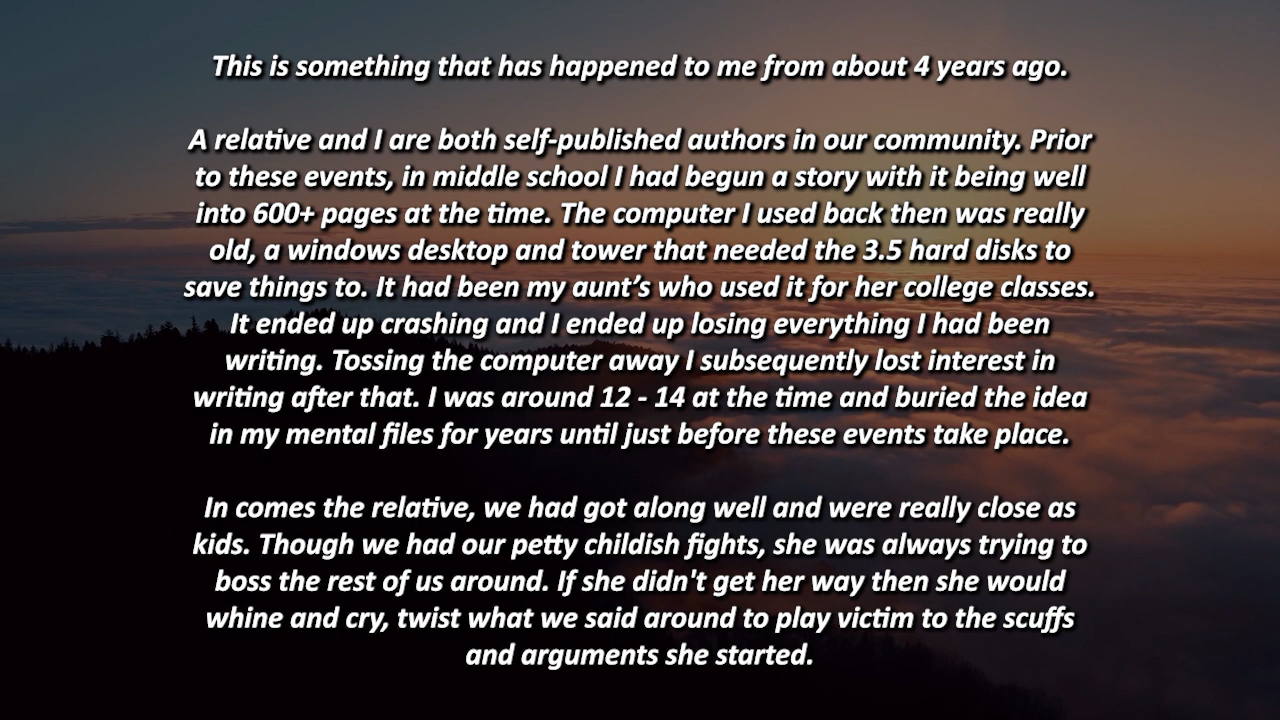 This is something that has happened to me from about 4 years ago.
A relative and I are both self-published authors in our community. Prior
to these events, in middle school I had begun a story with it being well
into 600+ pages at the time. The computer I used back then was really
old, a windows desktop and tower that needed the 3.5 hard disks to
save things to. It had been my aunt’s who used it for her college classes.
It ended up crashing and I ended up losing everything I had been
writing. Tossing the computer away I subsequently lost interest in
writing after that. I was around 12 - 14 at the time and buried the idea
in my mental files for years until just before these events take place.
In comes the relative, we had got along well and were really close as
kids. Though we had our petty childish fights, she was always trying to
boss the rest of us around. If she didn't get her way then she would
whine and cry, twist what we said around to play victim to the scuffs
and arguments she started.